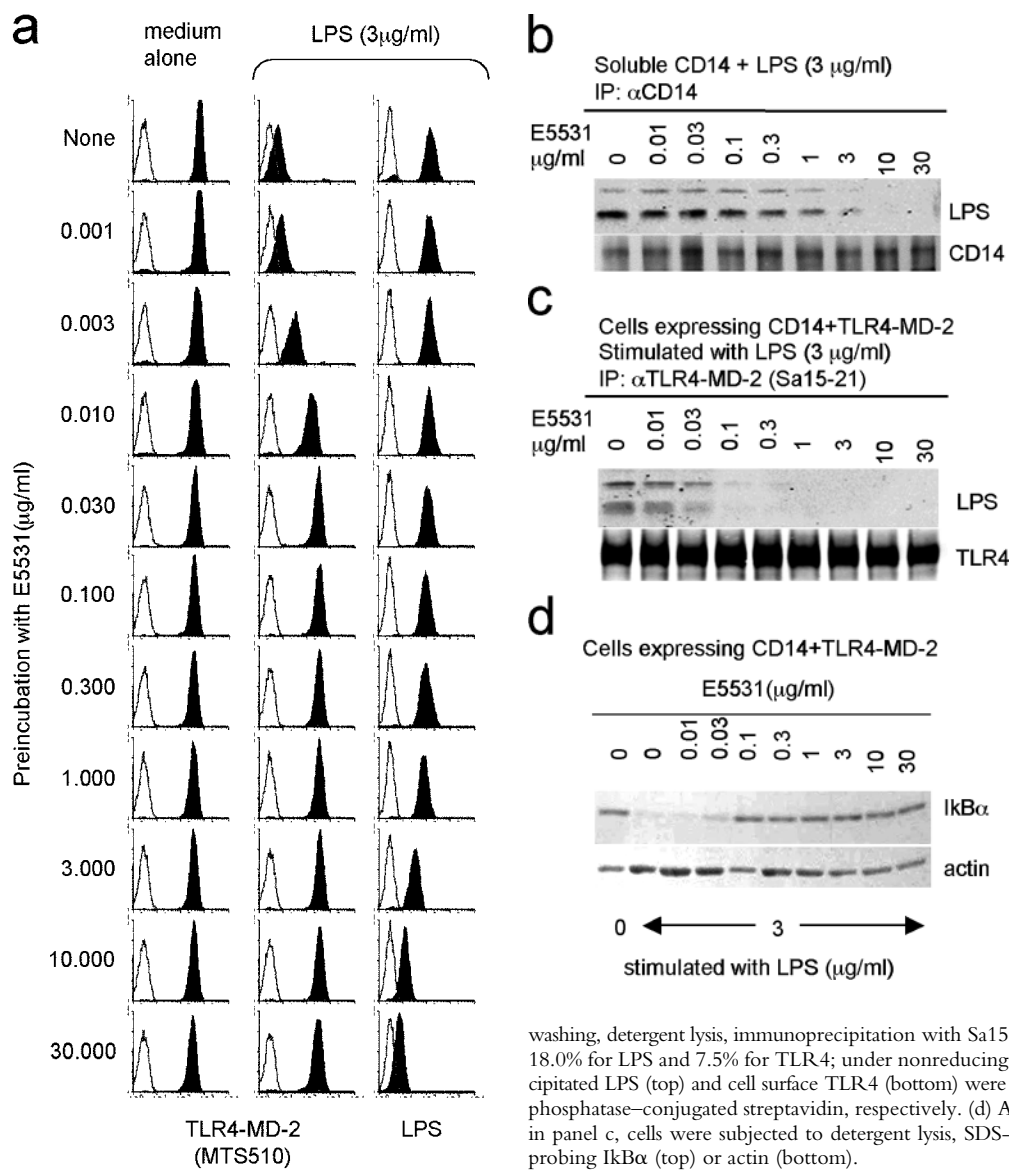 a
medium
alone
LPS (3μg/ml)
Preincubation with E5531(μg/ml)
None
0.001
0.003
0.010
0.030
0.100
0.300
1.000
3.000
10.000
30.000
TLR4-MD-2
(MTS510)
LPS
b
Soluble CD14 + LPS (3 μg/ml)
IP: αCD14
E5531
μg/ml
0 0.01 0.03 0.1 0.3 1 3 10 30
LPS
CD14
c
Cells expressing CD14+TLR4-MD-2
Stimulated with LPS (3 μg/ml)
IP: αTLR4-MD-2 (Sa15-21)
E5531
μg/ml
0 0.01 0.03 0.1 0.3 1 3 10 30
LPS
TLR4
d
Cells expressing CD14+TLR4-MD-2
E5531(μg/ml)
0 0 0.01 0.03 0.1 0.3 1 3 10 30
IkBα
actin
0 3
stimulated with LPS (μg/ml)
washing, detergent lysis, immunoprecipitation with Sa15
18.0% for LPS and 7.5% for TLR4; under nonreducing
cipitated LPS (top) and cell surface TLR4 (bottom) were
phosphatase–conjugated streptavidin, respectively. (d) A
in panel c, cells were subjected to detergent lysis, SDS–
probing IkBα (top) or actin (bottom).